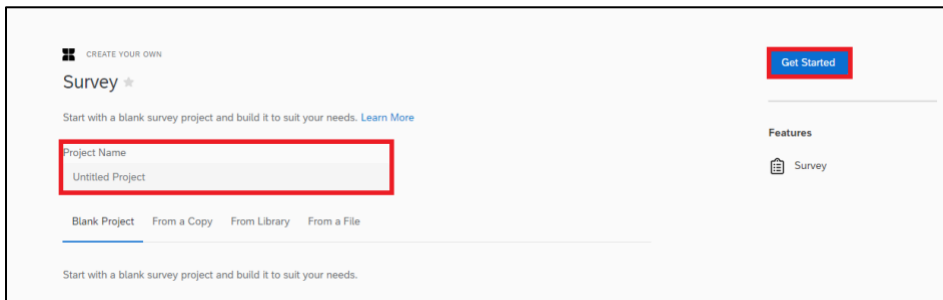 CREATE YOUR OWN
Survey
Start with a blank survey project and build it to suit your needs. Learn More
Project Name
Untitled Project
Blank Project From a Copy From Library From a File
Start with a blank survey project and build it to suit your needs.
Get Started
Features
Survey